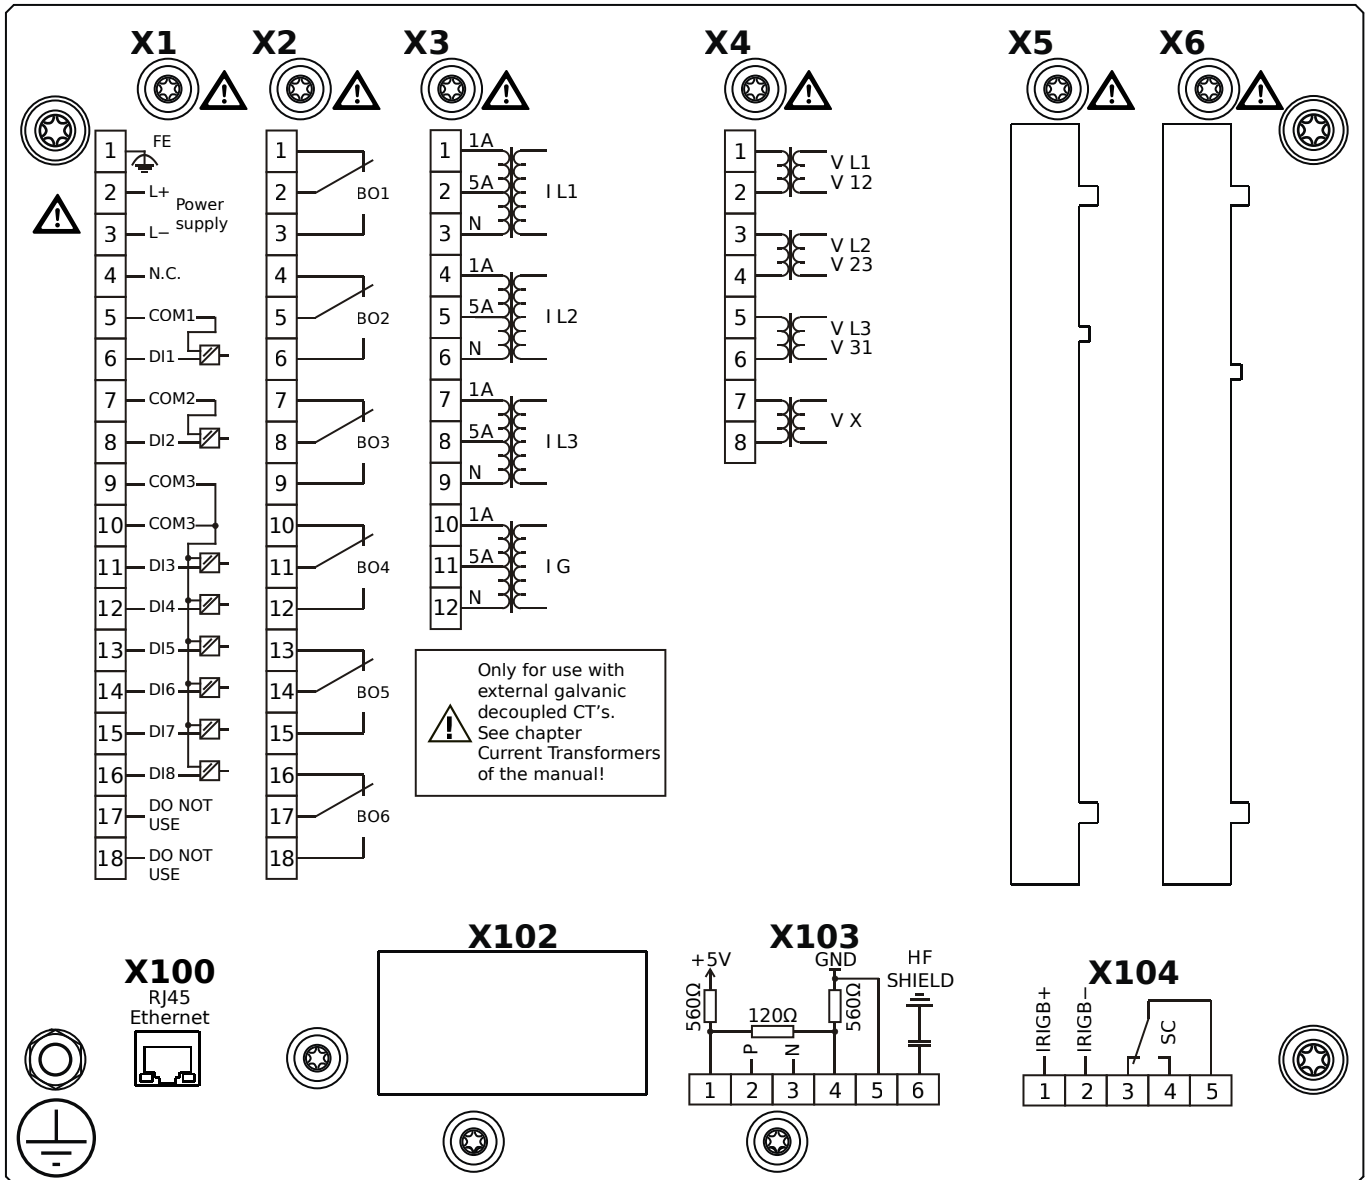 X1 X2 X3 X4 X5 X6
1 FE
2 L+
Power
supply
3 L−
4 N.C.
5 COM1
6 DI1
7 COM2
8 DI2
9 COM3
10 COM3
11 DI3
12 DI4
13 DI5
14 DI6
15 DI7
16 DI8
17 DO NOT
USE
18 DO NOT
USE
1
2 BO1
3
4
5 BO2
6
7
8 BO3
9
10
11 BO4
12
13
14 BO5
15
16
17 BO6
18
1 1A
2 5A I L1
3 N
4 1A
5 5A I L2
6 N
7 1A
8 5A I L3
9 N
10 1A
11 5A I G
12 N
Only for use with
external galvanic
decoupled CT's.
See chapter
Current Transformers
of the manual!
1 V L1
2 V 12
3 V L2
4 V 23
5 V L3
6 V 31
7 V X
8
X100
RJ45
Ethernet
X102
X103
+5V GND HF
SHIELD
560Ω 120Ω 560Ω
P N
1 2 3 4 5 6
X104
IRIGB+ IRIGB− SC
1 2 3 4 5